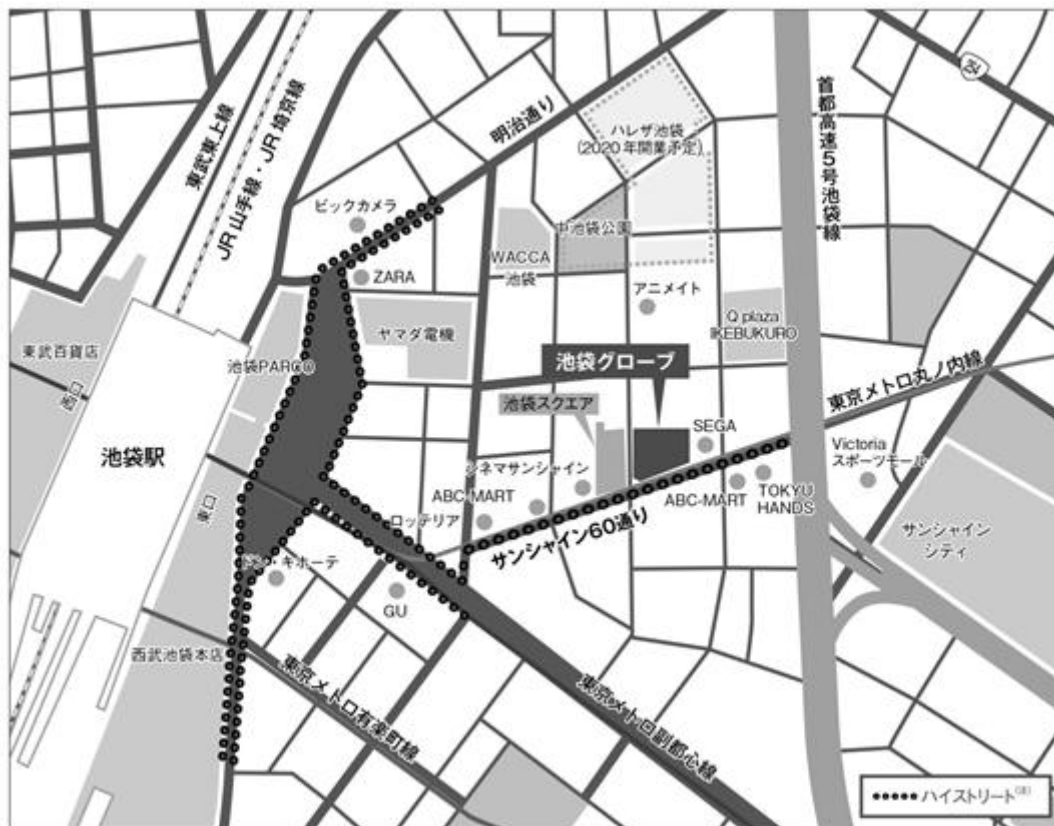 東武東上線
JR 山手線・JR 埼京線
明治通り
ハレザ池袋
(2020年開業予定)
首都高速5号池袋線
254
ビックカメラ
ZARA
WACCA
池袋
中池袋公園
アニメイト
Q plaza
IKEBUKURO
東武百貨店
池袋PARCO
ヤマダ電機
池袋グローブ
東京メトロ丸ノ内線
西口
池袋駅
東口
池袋スクエア
SEGA
シネマサンシャイン
ABC-MART
ロッテリア
ABC-MART
TOKYU
HANDS
Victoria
スポーツモール
サンシャイン60通り
サンシャイン
シティ
ドン・キホーテ
GU
西武池袋本店
東京メトロ有楽町線
東京メトロ副都心線
ハイストリート